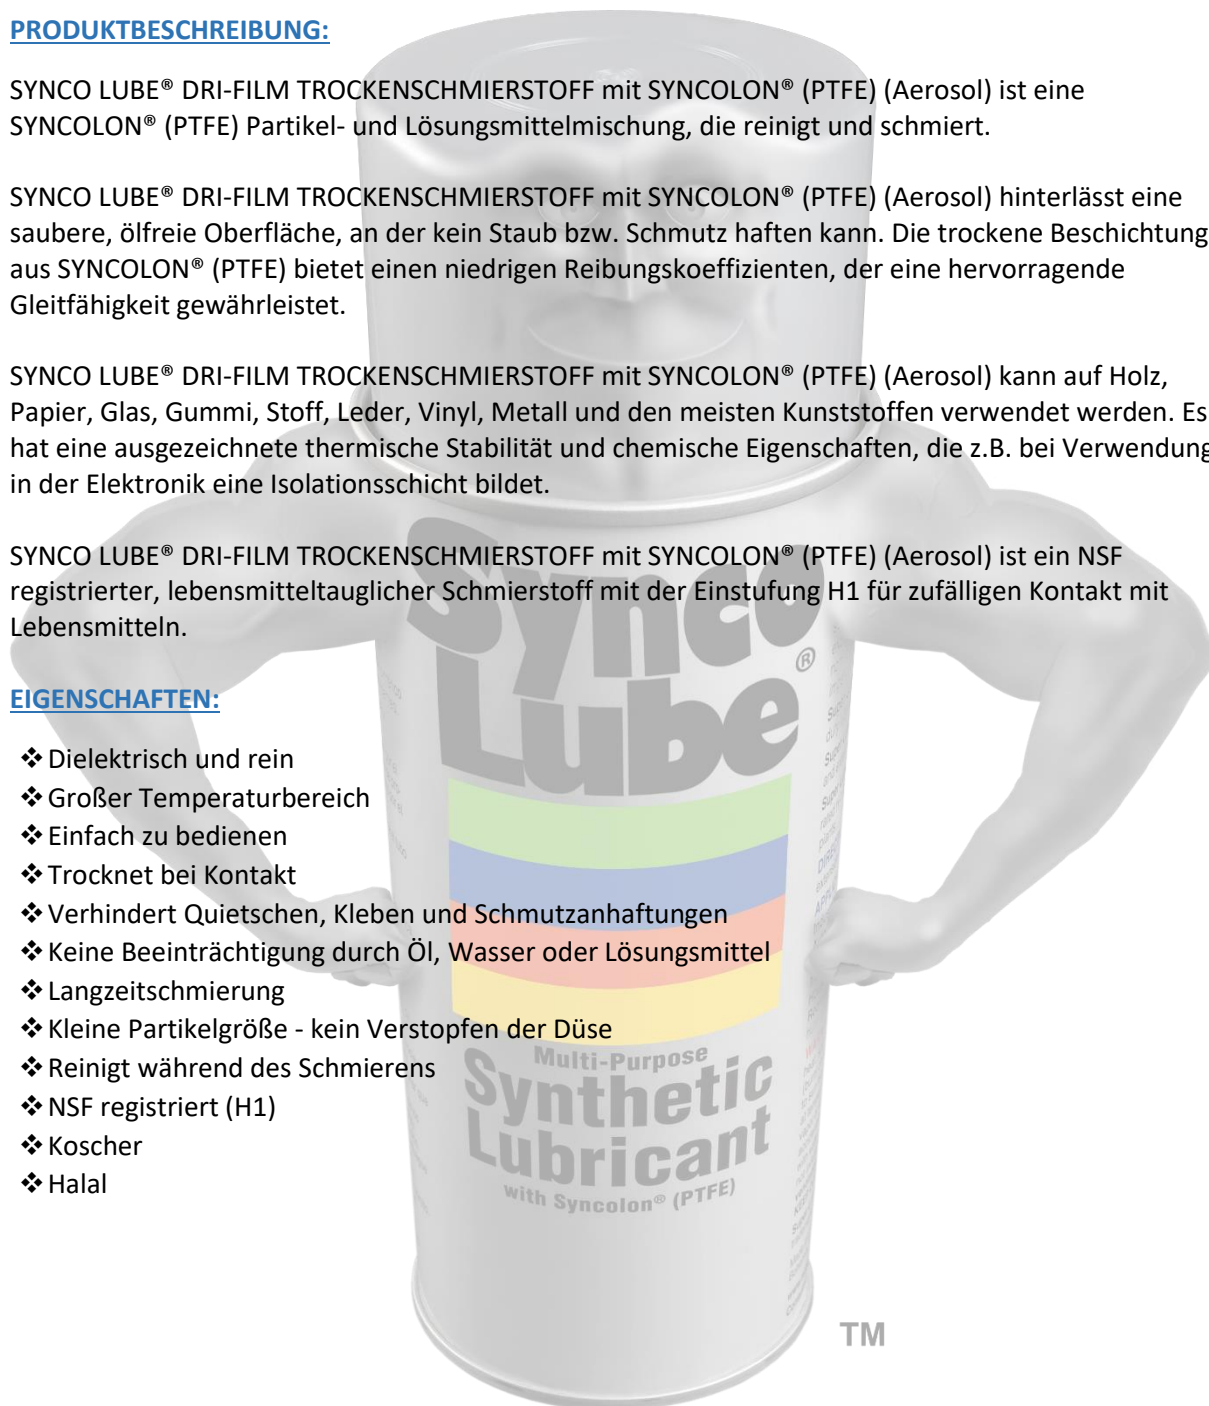 PRODUKTBESCHREIBUNG:
SYNCO LUBE® DRI-FILM TROCKENSCHMIERSTOFF mit SYNCOLON® (PTFE) (Aerosol) ist eine
SYNCOLON® (PTFE) Partikel- und Lösungsmittelmischung, die reinigt und schmiert.
SYNCO LUBE® DRI-FILM TROCKENSCHMIERSTOFF mit SYNCOLON® (PTFE) (Aerosol) hinterlässt eine
saubere, ölfreie Oberfläche, an der kein Staub bzw. Schmutz haften kann. Die trockene Beschichtung
aus SYNCOLON® (PTFE) bietet einen niedrigen Reibungskoeffizienten, der eine hervorragende
Gleitfähigkeit gewährleistet.
SYNCO LUBE® DRI-FILM TROCKENSCHMIERSTOFF mit SYNCOLON® (PTFE) (Aerosol) kann auf Holz,
Papier, Glas, Gummi, Stoff, Leder, Vinyl, Metall und den meisten Kunststoffen verwendet werden. Es
hat eine ausgezeichnete thermische Stabilität und chemische Eigenschaften, die z.B. bei Verwendung
in der Elektronik eine Isolationsschicht bildet.
SYNCO LUBE® DRI-FILM TROCKENSCHMIERSTOFF mit SYNCOLON® (PTFE) (Aerosol) ist ein NSF
registrierter, lebensmitteltauglicher Schmierstoff mit der Einstufung H1 für zufälligen Kontakt mit
Lebensmitteln.
EIGENSCHAFTEN:
❖ Dielektrisch und rein
❖ Großer Temperaturbereich
❖ Einfach zu bedienen
❖ Trocknet bei Kontakt
❖ Verhindert Quietschen, Kleben und Schmutzanhaftungen
❖ Keine Beeinträchtigung durch Öl, Wasser oder Lösungsmittel
❖ Langzeitschmierung
❖ Kleine Partikelgröße - kein Verstopfen der Düse
❖ Reinigt während des Schmierens
❖ NSF registriert (H1)
❖ Koscher
❖ Halal
Synco
Lube®
Multi-Purpose
Synthetic
Lubricant
with Syncolon® (PTFE)
TM